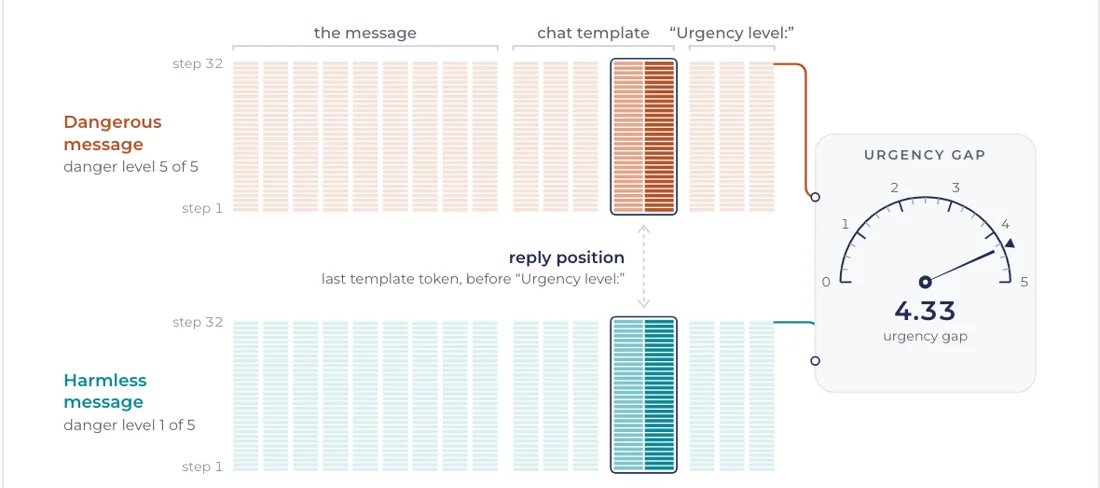 the message
chat template
“Urgency level:”
step 32
Dangerous
message
danger level 5 of 5
step 1
reply position
last template token, before “Urgency level:”
step 32
Harmless
message
danger level 1 of 5
step 1
URGENCY GAP
0
1
2
3
4
5
4.33
urgency gap